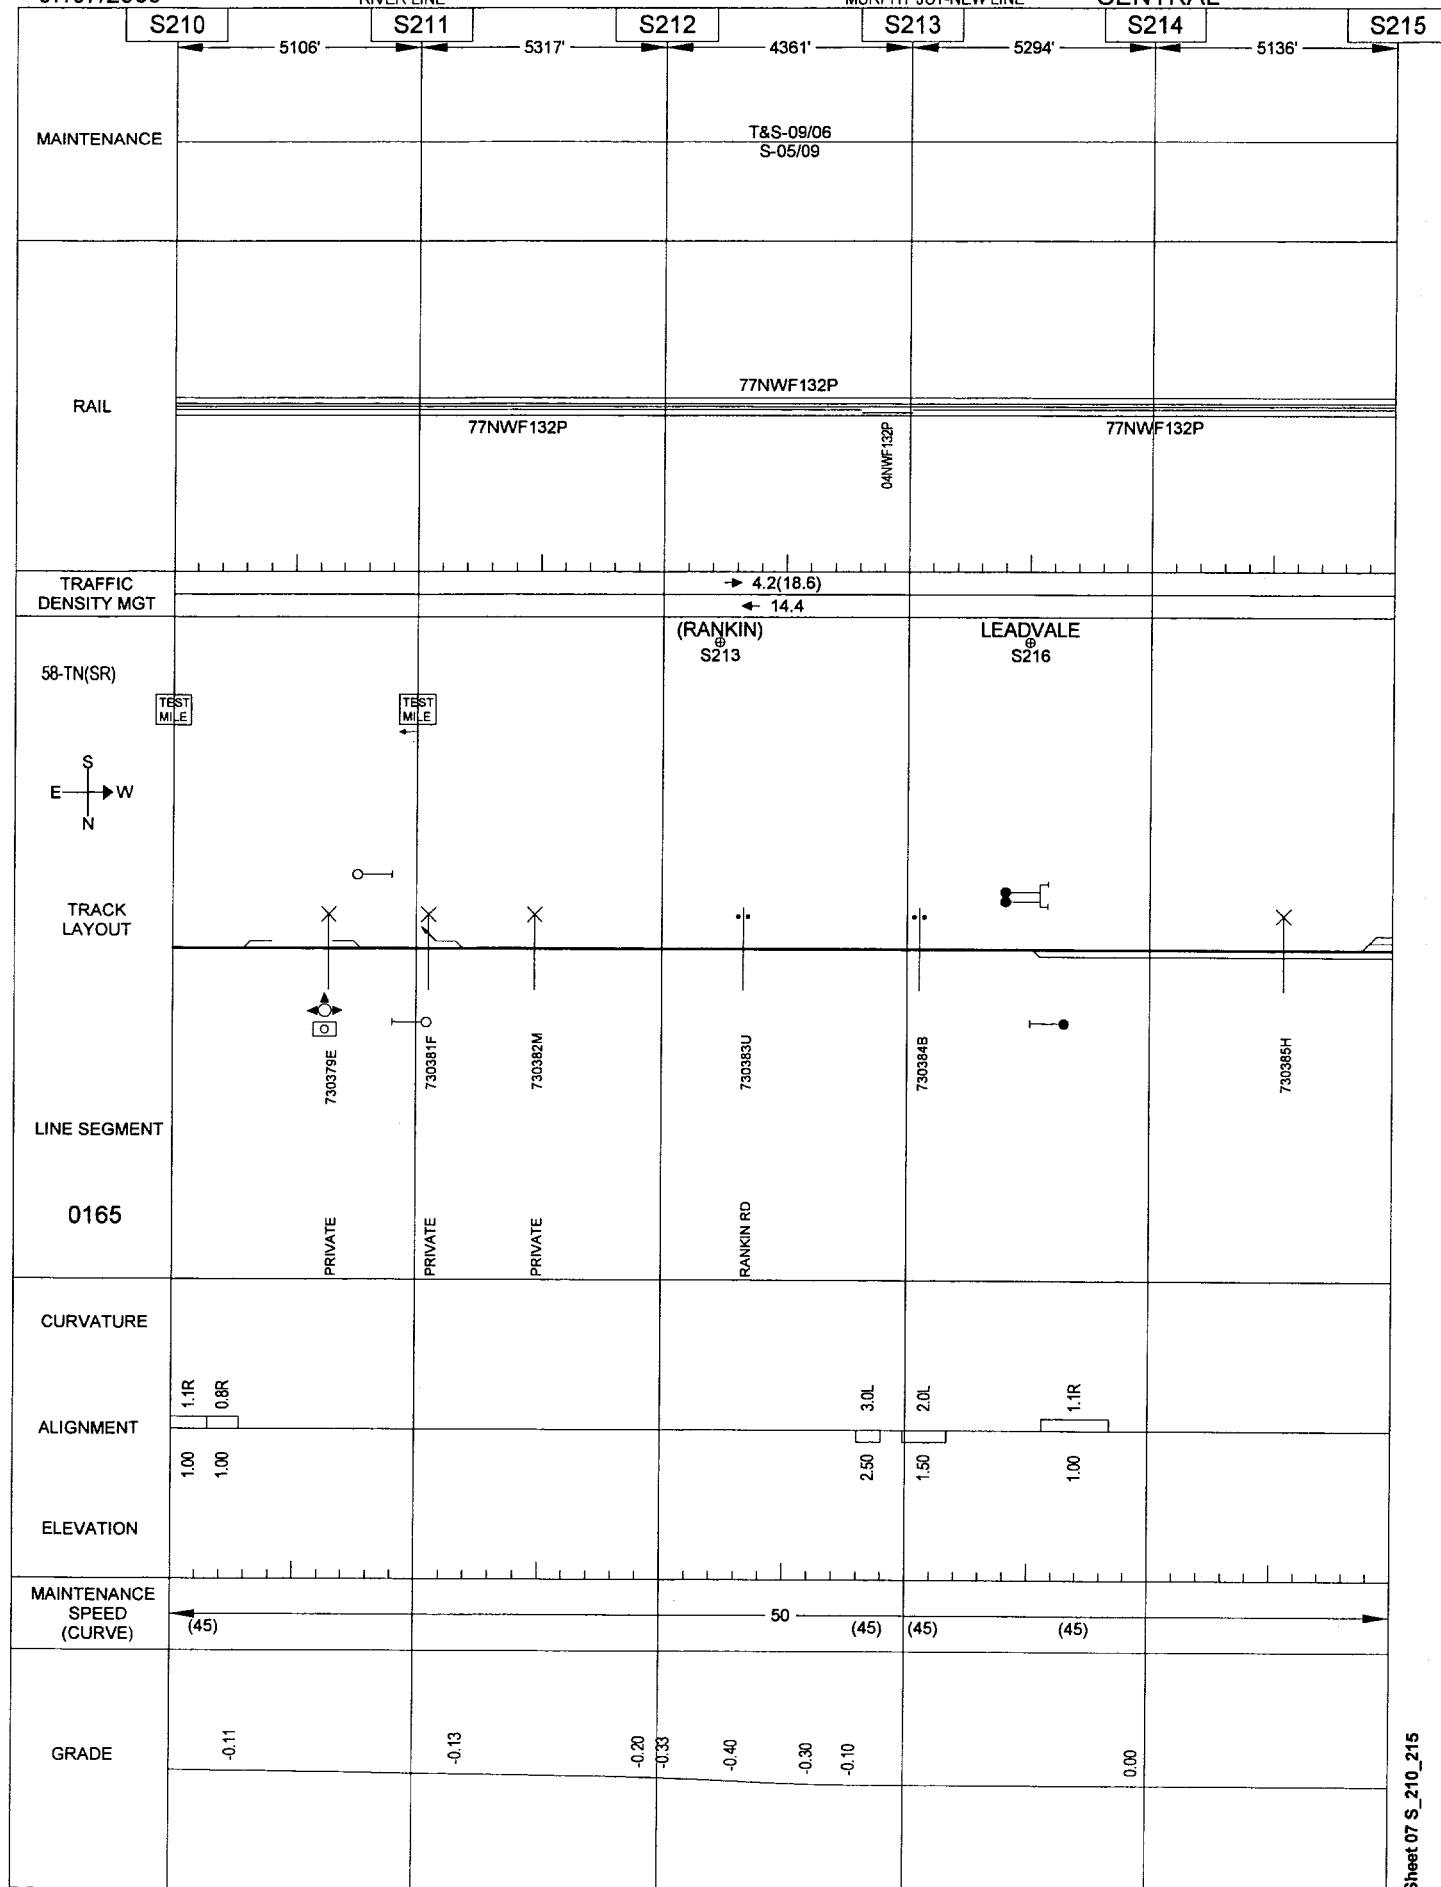 RIVER LINE
CENTRAL
S210 S211 S212 S213 S214 S215
5106' 5317' 4361' 5294' 5136'
MAINTENANCE
T&S-09/06
S-05/09
RAIL
77NWF132P
77NWF132P
77NWF132P
04NWF132P
TRAFFIC
DENSITY MGT
4.2(18.6)
14.4
(RANKIN)
S213
LEADVALE
S216
58-TN(SR)
TEST
MILE
TEST
MILE
S
E W
N
TRACK
LAYOUT
730379E
730381F
730382M
730383U
730384B
730385H
LINE SEGMENT
0165
PRIVATE
PRIVATE
PRIVATE
RANKIN RD
CURVATURE
1.1R
0.8R
3.0L
2.0L
1.1R
ALIGNMENT
1.00
1.00
2.50
1.50
1.00
ELEVATION
MAINTENANCE
SPEED
(CURVE)
50
(45)
(45)
(45)
(45)
GRADE
-0.11
-0.13
-0.20
-0.33
-0.40
-0.30
-0.10
0.00
Sheet 07 S_210_215